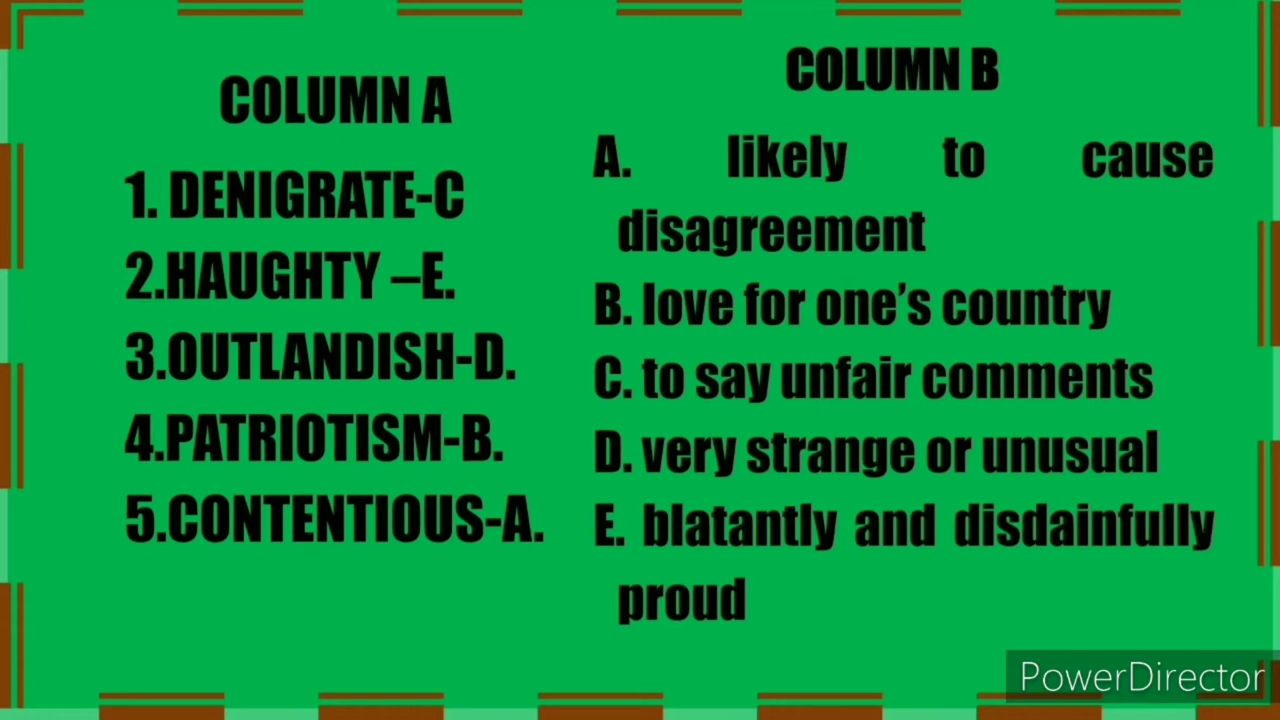 COLUMN A
1. DENIGRATE-C
2.HAUGHTY –E.
3.OUTLANDISH-D.
4.PATRIOTISM-B.
5.CONTENTIOUS-A.
COLUMN B
A. likely to cause
disagreement
B. love for one’s country
C. to say unfair comments
D. very strange or unusual
E. blatantly and disdainfully
proud
PowerDirector